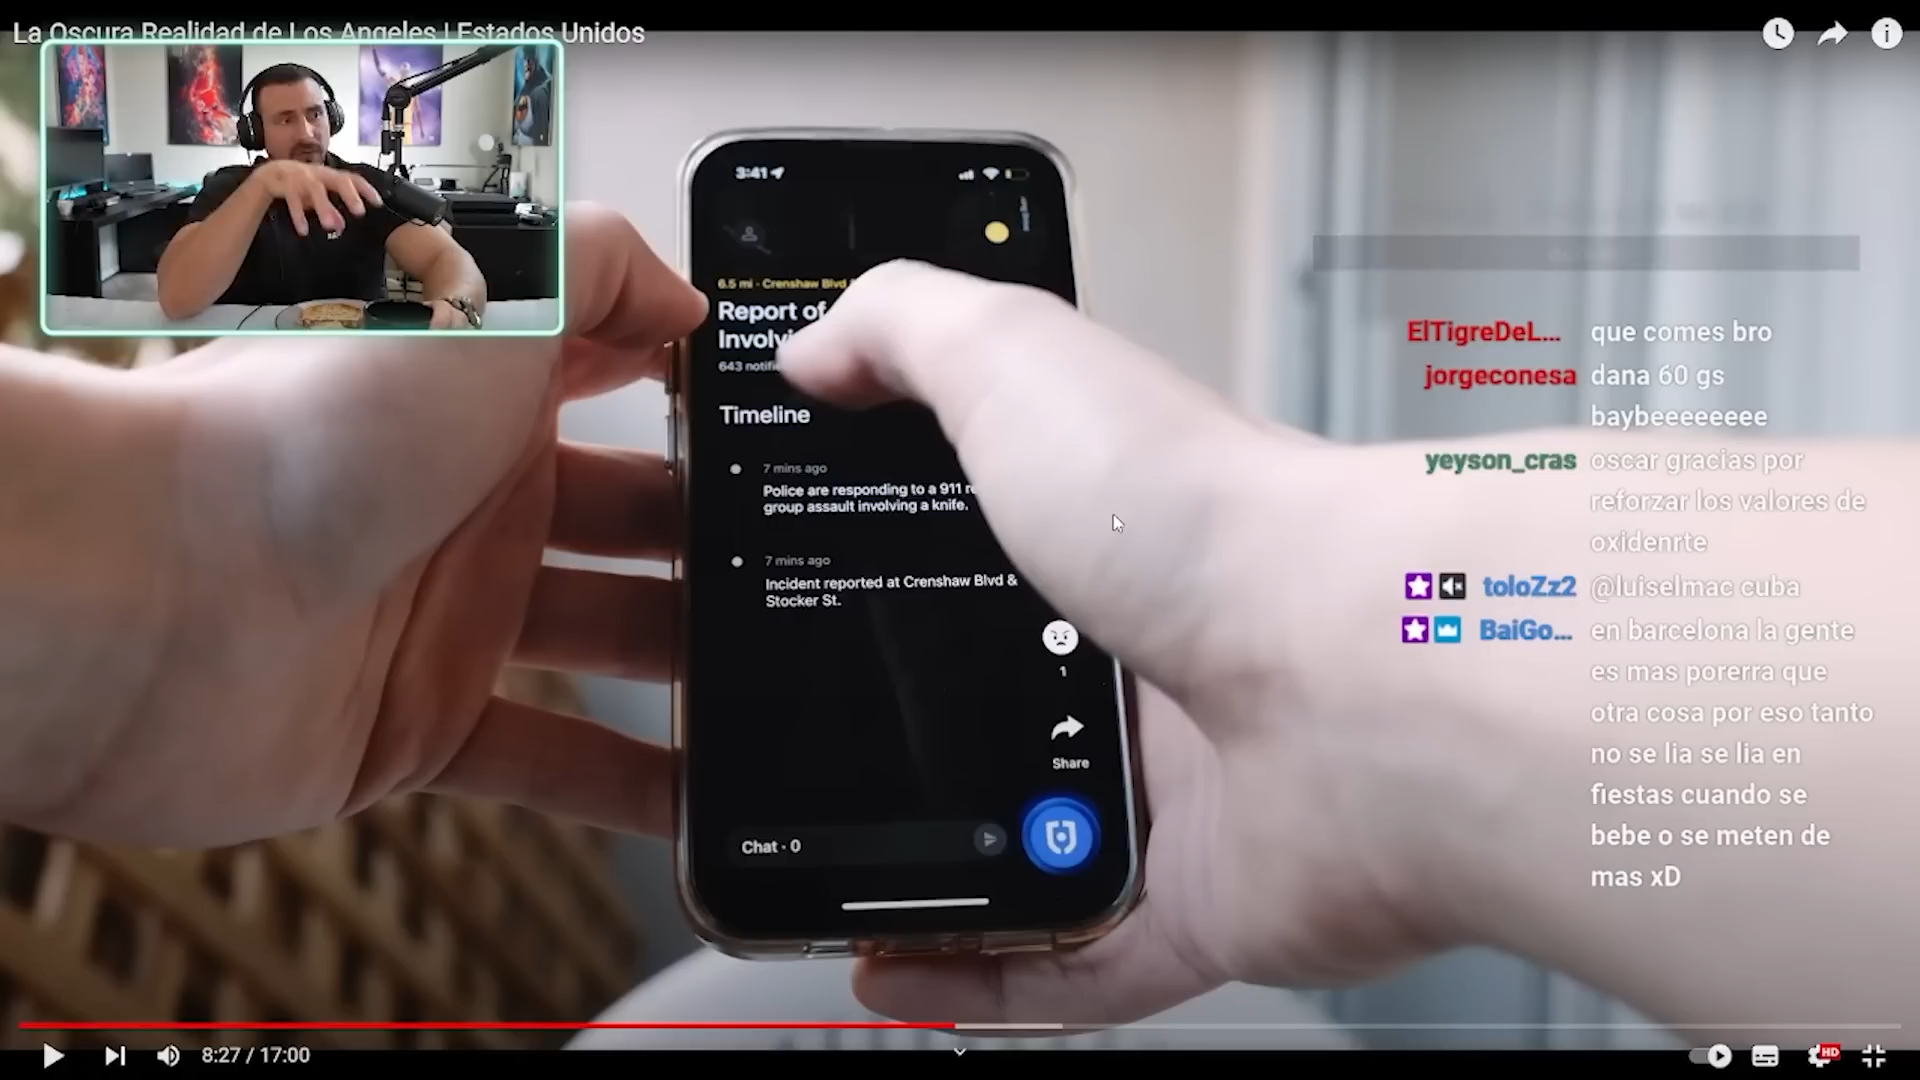 La Oscura Realidad de Los Angeles | Estados Unidos
3:41
6.5 mi · Crenshaw Blvd
Report of
643
Timeline
7 mins ago
Police are responding to a 911
group assault involving a knife.
7 mins ago
Incident reported at Crenshaw Blvd &
Stocker St.
1
Share
Chat · 0
ElTigreDeL... que comes bro
jorgeconesa dana 60 gs
baybeeeeeeee
yeyson_cras oscar gracias por
reforzar los valores de
oxidenrte
toloZz2 @luiselmac cuba
BaiGo... en barcelona la gente
es mas porerra que
otra cosa por eso tanto
no se lia se lia en
fiestas cuando se
bebe o se meten de
mas xD
8:27 / 17:00
HD